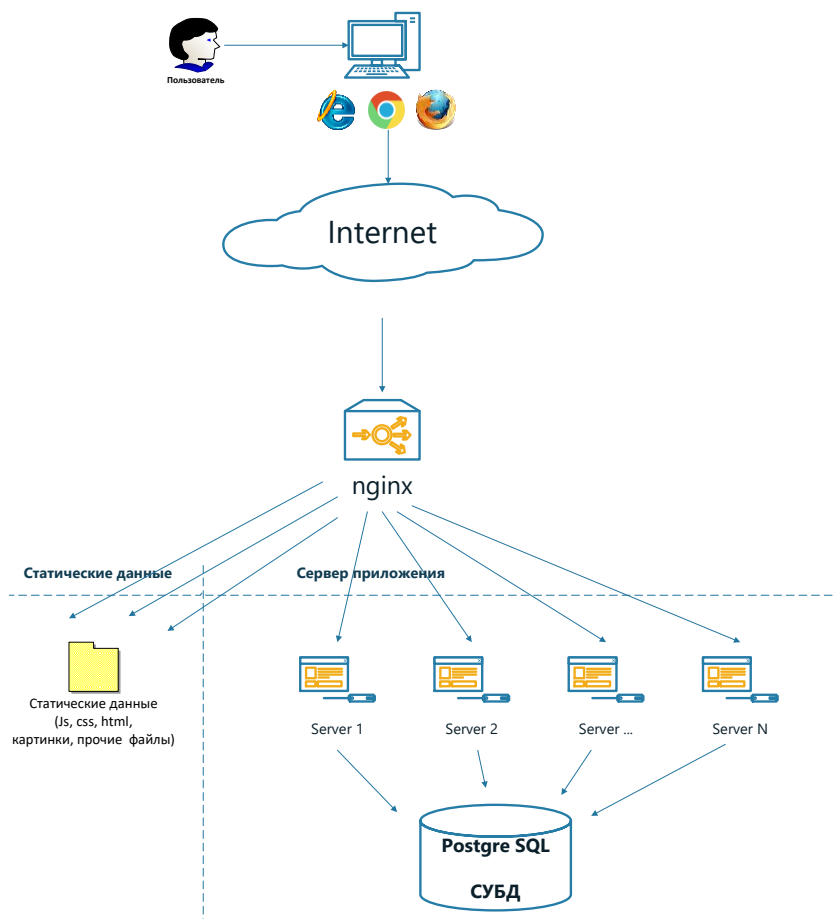 Пользователь
Internet
nginx
Статические данные
Сервер приложения
Статические данные
(Js, css, html,
картинки, прочие файлы)
Server 1
Server 2
Server ...
Server N
Postgre SQL
СУБД